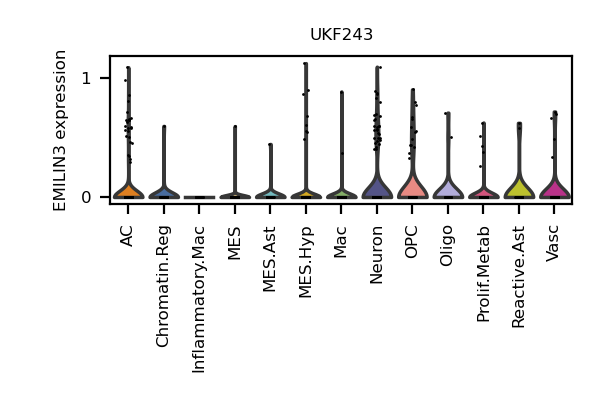 UKF243
EMILIN3 expression
1
0
AC
Chromatin.Reg
Inflammatory.Mac
MES
MES.Ast
MES.Hyp
Mac
Neuron
OPC
Oligo
Prolif.Metab
Reactive.Ast
Vasc